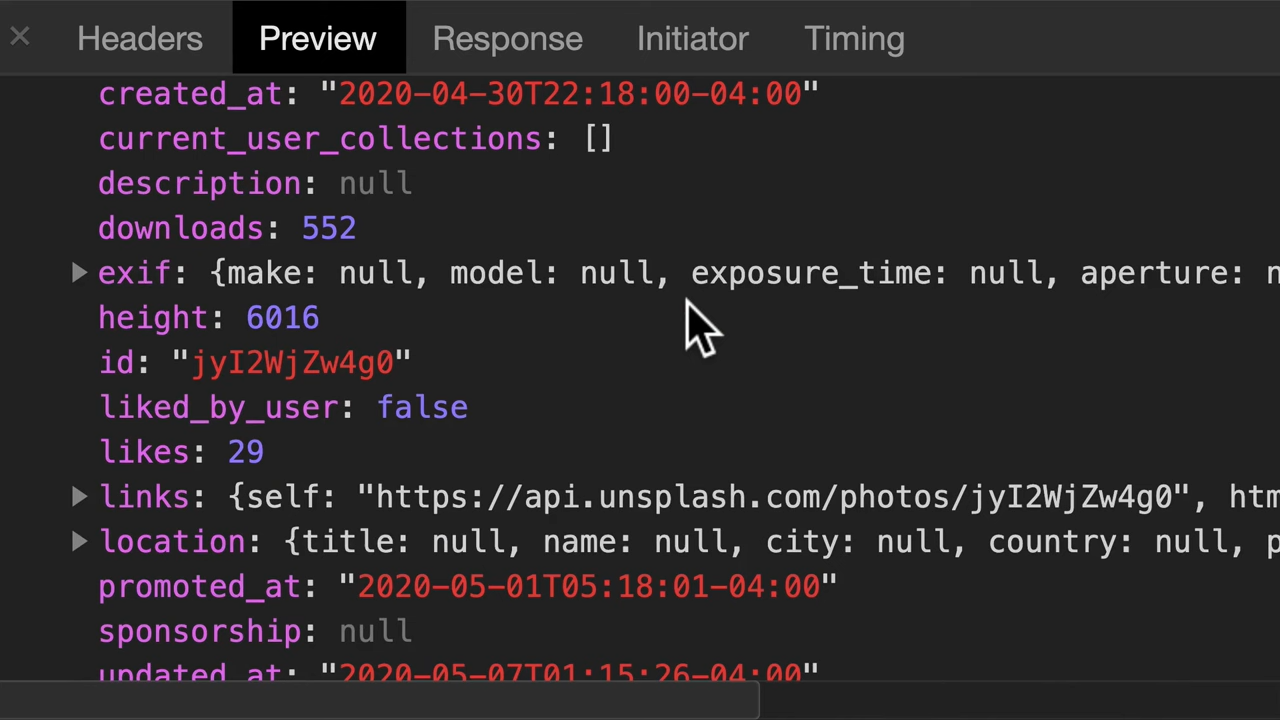 Headers Preview Response Initiator Timing
created_at: "2020-04-30T22:18:00-04:00"
current_user_collections: []
description: null
downloads: 552
exif: {make: null, model: null, exposure_time: null, aperture: n
height: 6016
id: "jyI2WjZw4g0"
liked_by_user: false
likes: 29
links: {self: "https://api.unsplash.com/photos/jyI2WjZw4g0", htm
location: {title: null, name: null, city: null, country: null, p
promoted_at: "2020-05-01T05:18:01-04:00"
sponsorship: null
updated_at: "2020-05-07T01:15:26-04:00"